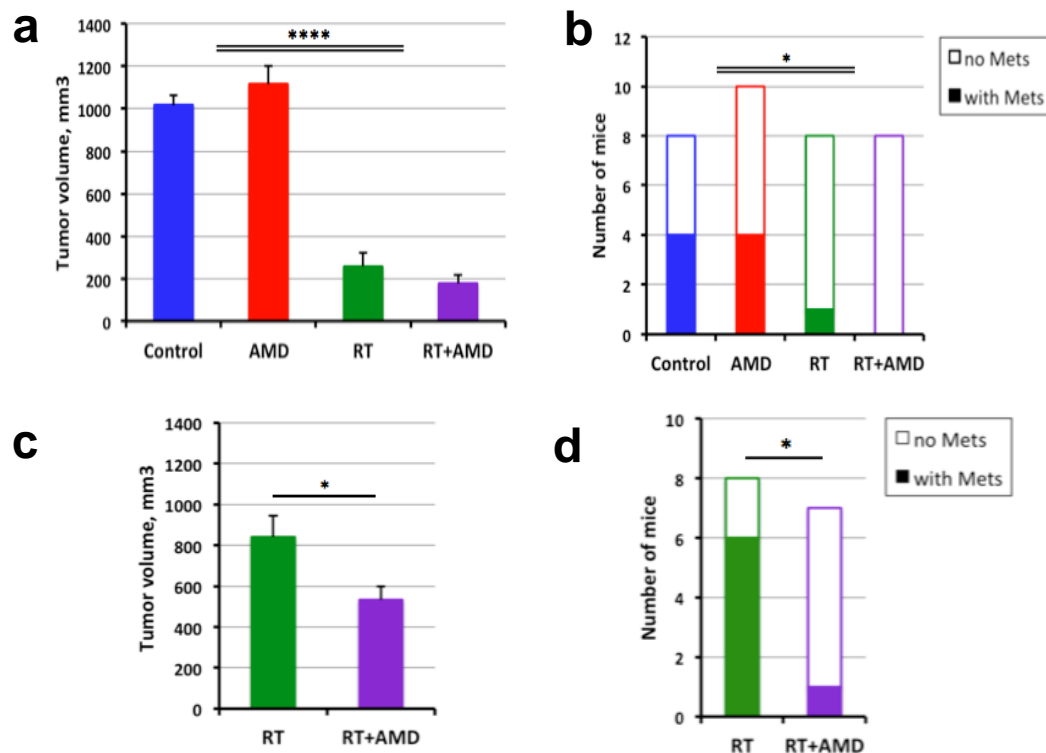 a
Tumor volume, mm3
1400
1200
1000
800
600
400
200
0
****
Control AMD RT RT+AMD
b
Number of mice
12
10
8
6
4
2
0
*
no Mets
with Mets
Control AMD RT RT+AMD
c
Tumor volume, mm3
1400
1200
1000
800
600
400
200
0
*
RT RT+AMD
d
Number of mice
10
8
6
4
2
0
*
no Mets
with Mets
RT RT+AMD